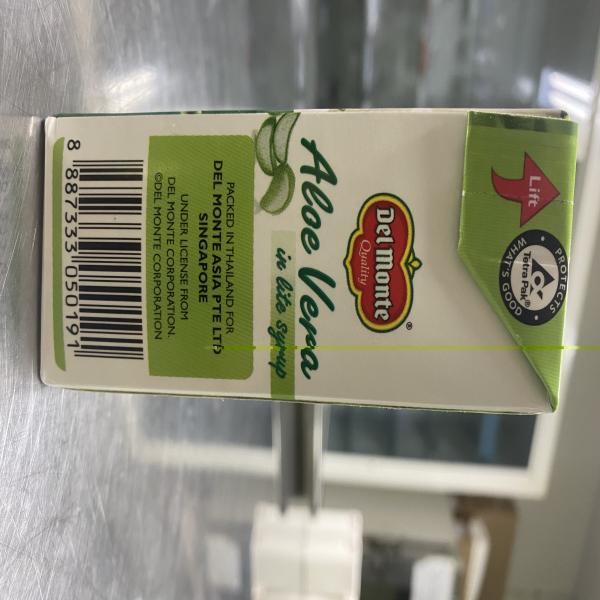 Lift
PROTECTS
Tetra Pak®
WHAT'S GOOD
Del Monte®
Quality
Aloe Vera
in lite syrup
PACKED IN THAILAND FOR
DEL MONTE ASIA PTE LTD
SINGAPORE
UNDER LICENSE FROM
DEL MONTE CORPORATION.
©DEL MONTE CORPORATION
8 887333 050191